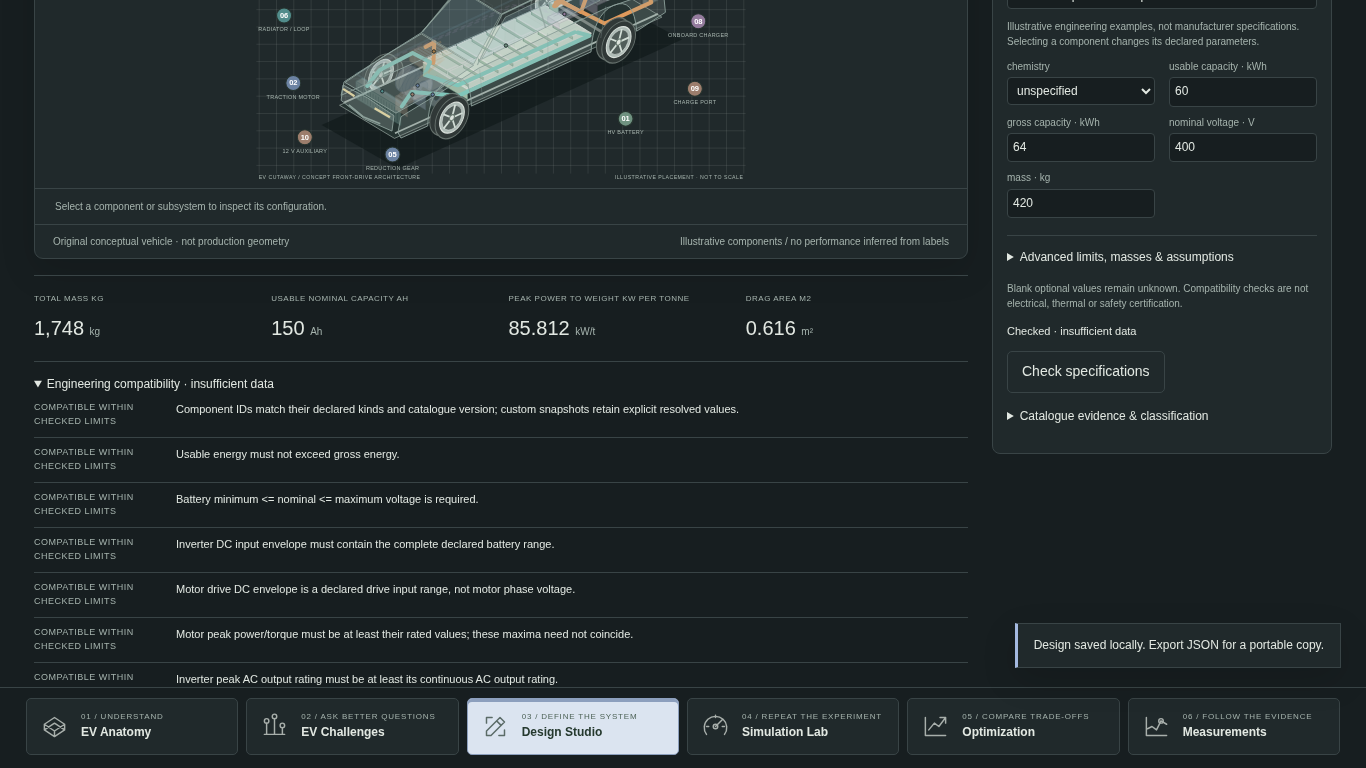 06
RADIATOR / LOOP
08
ONBOARD CHARGER
02
TRACTION MOTOR
09
CHARGE PORT
01
HV BATTERY
10
12 V AUXILIARY
05
REDUCTION GEAR
EV CUTAWAY / CONCEPT FRONT-DRIVE ARCHITECTURE
ILLUSTRATIVE PLACEMENT · NOT TO SCALE
Select a component or subsystem to inspect its configuration.
Original conceptual vehicle · not production geometry
Illustrative components / no performance inferred from labels
TOTAL MASS KG
1,748 kg
USABLE NOMINAL CAPACITY AH
150 Ah
PEAK POWER TO WEIGHT KW PER TONNE
85.812 kW/t
DRAG AREA M2
0.616 m²
Engineering compatibility · insufficient data
COMPATIBLE WITHIN
CHECKED LIMITS
Component IDs match their declared kinds and catalogue version; custom snapshots retain explicit resolved values.
COMPATIBLE WITHIN
CHECKED LIMITS
Usable energy must not exceed gross energy.
COMPATIBLE WITHIN
CHECKED LIMITS
Battery minimum <= nominal <= maximum voltage is required.
COMPATIBLE WITHIN
CHECKED LIMITS
Inverter DC input envelope must contain the complete declared battery range.
COMPATIBLE WITHIN
CHECKED LIMITS
Motor drive DC envelope is a declared drive input range, not motor phase voltage.
COMPATIBLE WITHIN
CHECKED LIMITS
Motor peak power/torque must be at least their rated values; these maxima need not coincide.
COMPATIBLE WITHIN
Inverter peak AC output rating must be at least its continuous AC output rating.
Illustrative engineering examples, not manufacturer specifications.
Selecting a component changes its declared parameters.
chemistry
unspecified
usable capacity · kWh
60
gross capacity · kWh
64
nominal voltage · V
400
mass · kg
420
Advanced limits, masses & assumptions
Blank optional values remain unknown. Compatibility checks are not
electrical, thermal or safety certification.
Checked · insufficient data
Check specifications
Catalogue evidence & classification
Design saved locally. Export JSON for a portable copy.
01 / UNDERSTAND
EV Anatomy
02 / ASK BETTER QUESTIONS
EV Challenges
03 / DEFINE THE SYSTEM
Design Studio
04 / REPEAT THE EXPERIMENT
Simulation Lab
05 / COMPARE TRADE-OFFS
Optimization
06 / FOLLOW THE EVIDENCE
Measurements